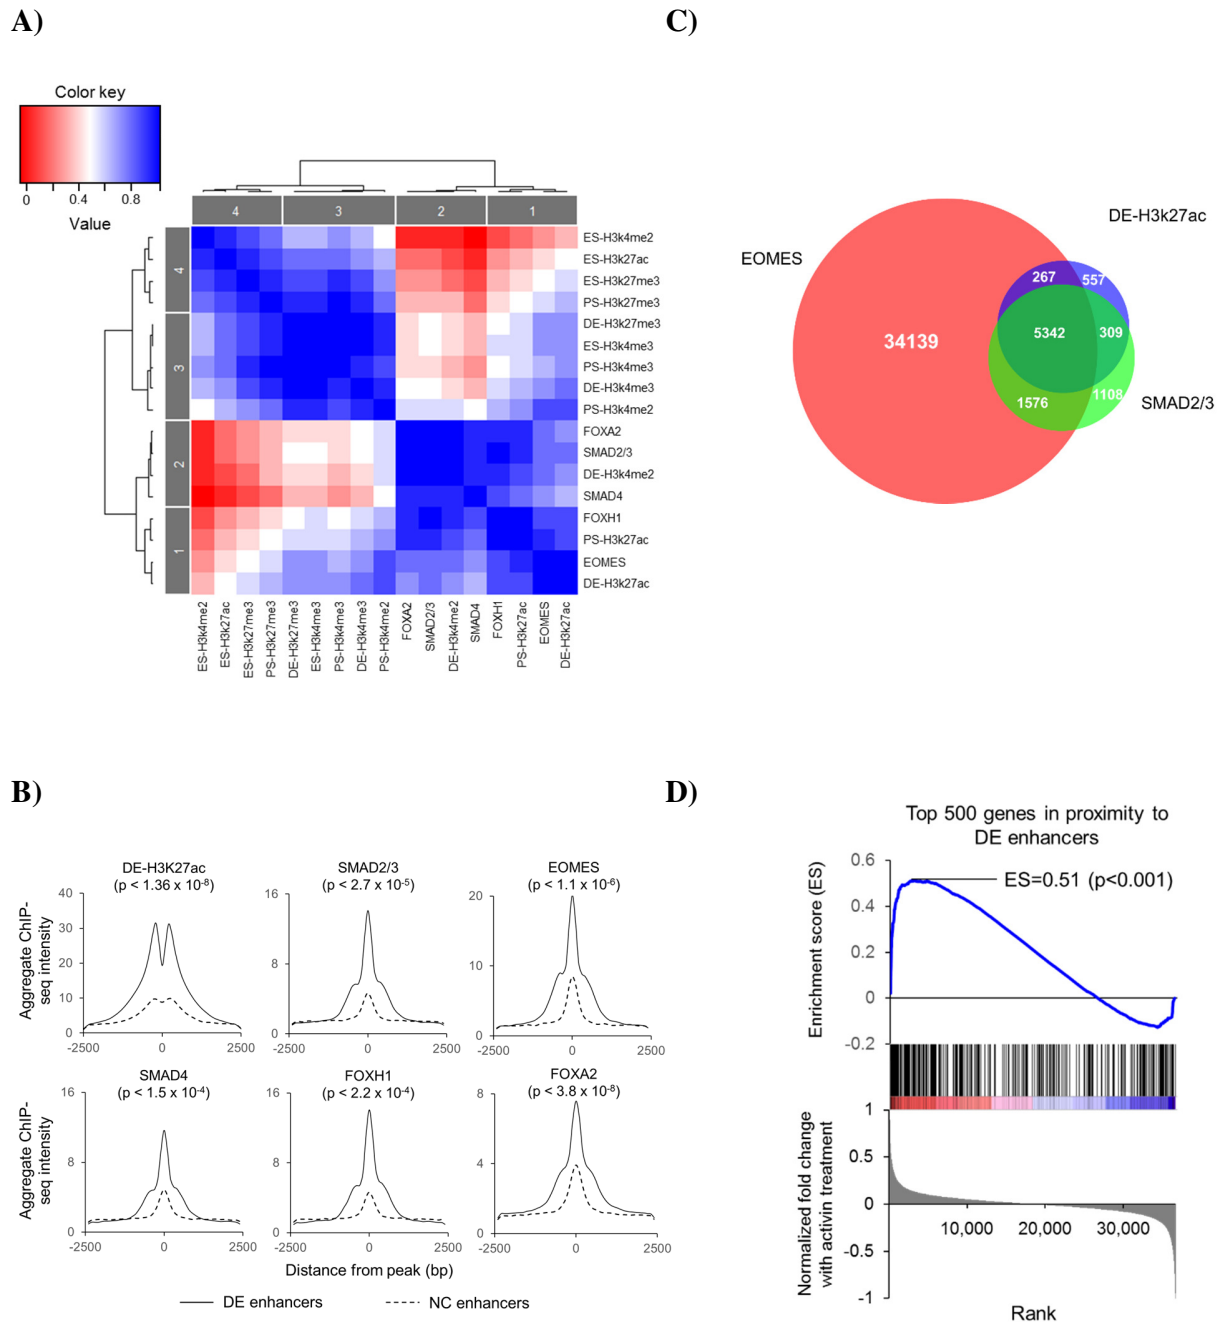 A)
Color key
0 0.4 0.8
Value
4 3 2 1
4
3
2
1
ES-H3k4me2
ES-H3k27ac
ES-H3k27me3
PS-H3k27me3
DE-H3k27me3
ES-H3k4me3
PS-H3k4me3
DE-H3k4me3
PS-H3k4me2
FOXA2
SMAD2/3
DE-H3k4me2
SMAD4
FOXH1
PS-H3k27ac
EOMES
DE-H3k27ac
ES-H3k4me2
ES-H3k27ac
ES-H3k27me3
PS-H3k27me3
DE-H3k27me3
ES-H3k4me3
PS-H3k4me3
DE-H3k4me3
PS-H3k4me2
FOXA2
SMAD2/3
DE-H3k4me2
SMAD4
FOXH1
PS-H3k27ac
EOMES
DE-H3k27ac
C)
DE-H3k27ac
EOMES
267 557
34139 5342 309
1576 1108
SMAD2/3
B)
Aggregate ChIP-
seq intensity
DE-H3K27ac
(p < 1.36 x 10-8)
40
30
20
10
0
-2500 0 2500
SMAD2/3
(p < 2.7 x 10-5)
16
8
0
-2500 0 2500
EOMES
(p < 1.1 x 10-6)
20
10
0
-2500 0 2500
Aggregate ChIP-
seq intensity
SMAD4
(p < 1.5 x 10-4)
16
8
0
-2500 0 2500
FOXH1
(p < 2.2 x 10-4)
16
8
0
-2500 0 2500
FOXA2
(p < 3.8 x 10-8)
8
4
0
-2500 0 2500
Distance from peak (bp)
DE enhancers NC enhancers
D)
Top 500 genes in proximity to
DE enhancers
Enrichment score (ES)
0.6
0.4
0.2
0
-0.2
ES=0.51 (p<0.001)
Normalized fold change
with activin treatment
1
0.5
0
-0.5
-1
10,000 20,000 30,000
Rank